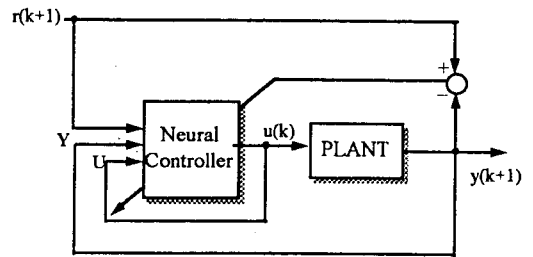 r(k+1)
+
−
Neural
Controller
Y
U
u(k)
PLANT
y(k+1)